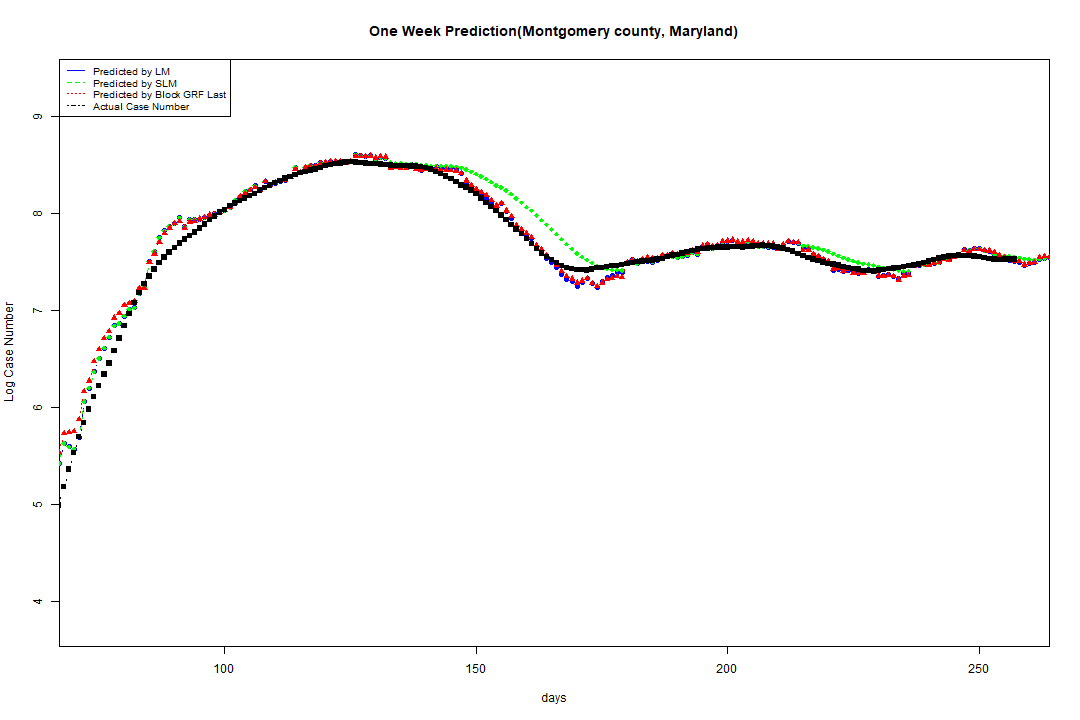 One Week Prediction(Montgomery county, Maryland)
Predicted by LM
Predicted by SLM
Predicted by Block GRF Last
Actual Case Number
9
8
7
6
5
4
Log Case Number
100 150 200 250
days